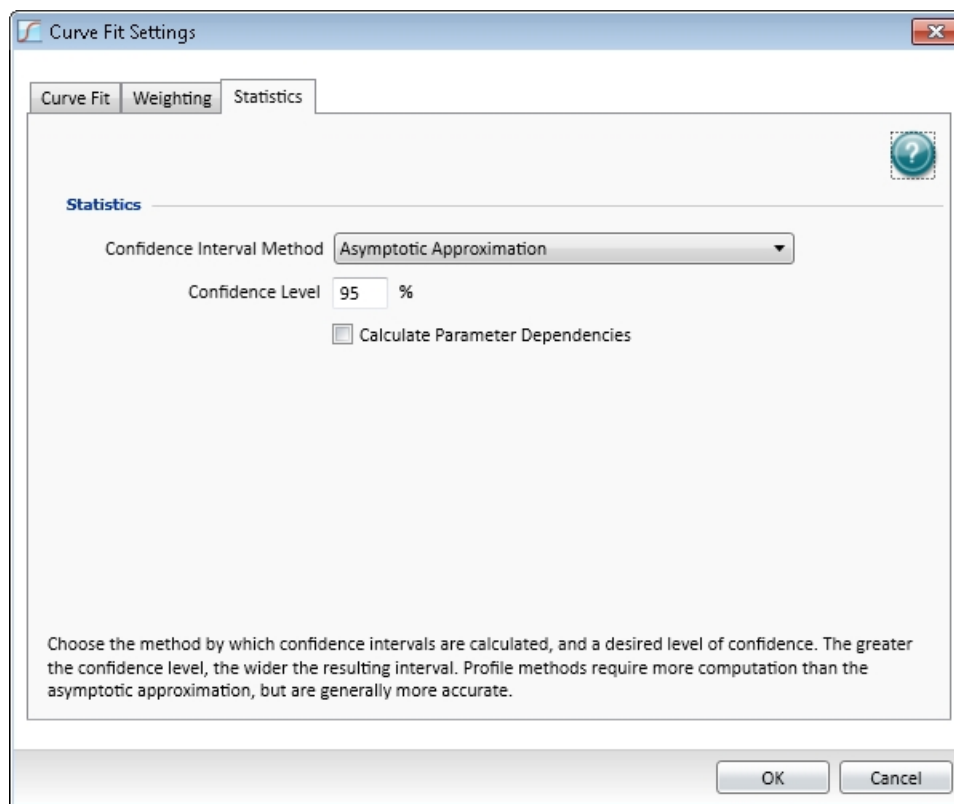 Curve Fit Settings
Curve Fit Weighting Statistics
?
Statistics
Confidence Interval Method Asymptotic Approximation
Confidence Level 95 %
Calculate Parameter Dependencies
Choose the method by which confidence intervals are calculated, and a desired level of confidence. The greater
the confidence level, the wider the resulting interval. Profile methods require more computation than the
asymptotic approximation, but are generally more accurate.
OK Cancel